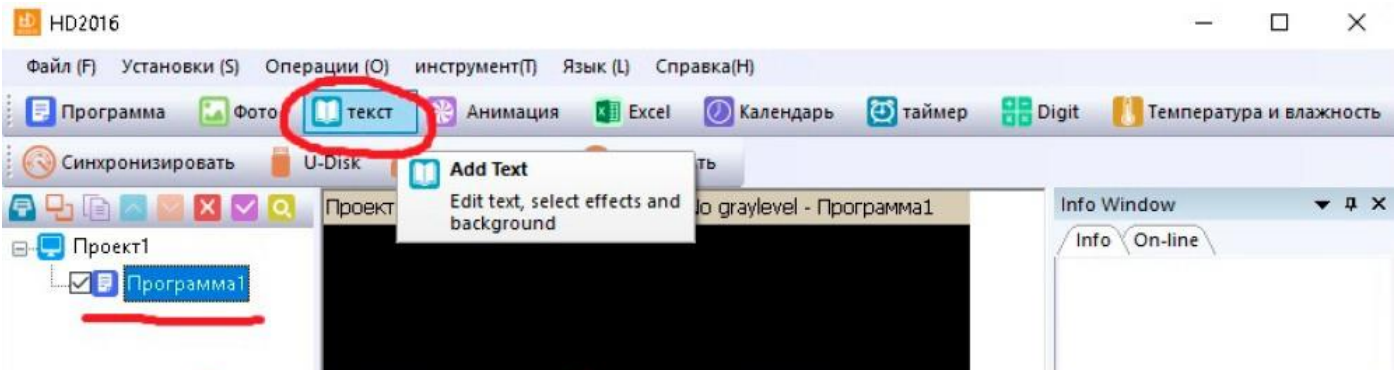 HD2016
Файл (F) Установки (S) Операции (O) инструмент(T) Язык (L) Справка(H)
Программа Фото текст Анимация Excel Календарь таймер Digit Температура и влажность
Синхронизировать U-Disk ть
Add Text
Edit text, select effects and
background
Проект lo graylevel - Программа1
Info Window
Info On-line
Проект1
Программа1